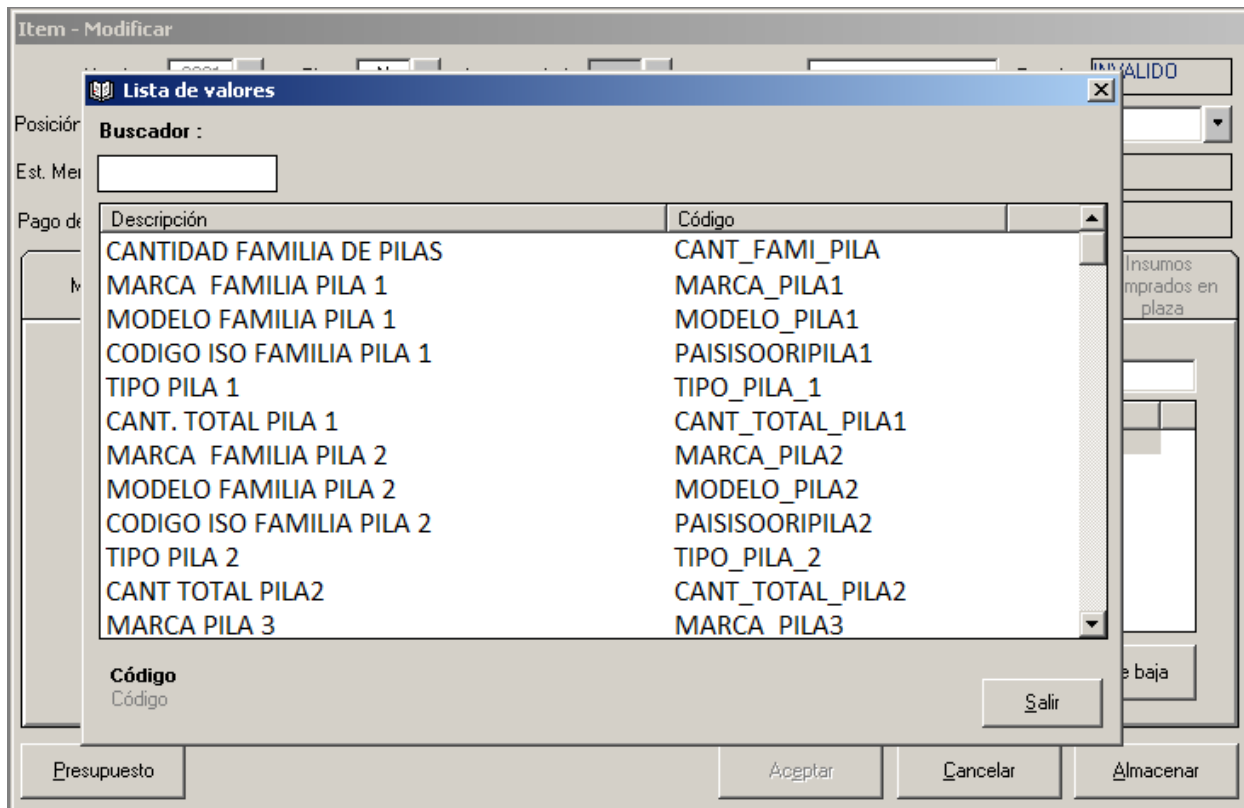 Item - Modificar
INVALIDO
Lista de valores
Posición
Buscador :
Pago de
Descripción Código
CANTIDAD FAMILIA DE PILAS CANT_FAMI_PILA
MARCA  FAMILIA PILA 1 MARCA_PILA1
MODELO FAMILIA PILA 1 MODELO_PILA1
CODIGO ISO FAMILIA PILA 1 PAISISOORIPILA1
TIPO PILA 1 TIPO_PILA_1
CANT. TOTAL PILA 1 CANT_TOTAL_PILA1
MARCA  FAMILIA PILA 2 MARCA_PILA2
MODELO FAMILIA PILA 2 MODELO_PILA2
CODIGO ISO FAMILIA PILA 2 PAISISOORIPILA2
TIPO PILA 2 TIPO_PILA_2
CANT TOTAL PILA2 CANT_TOTAL_PILA2
MARCA PILA 3 MARCA_PILA3
Insumos
mprados en
plaza
Código
Código
e baja
Salir
Presupuesto Aceptar Cancelar Almacenar